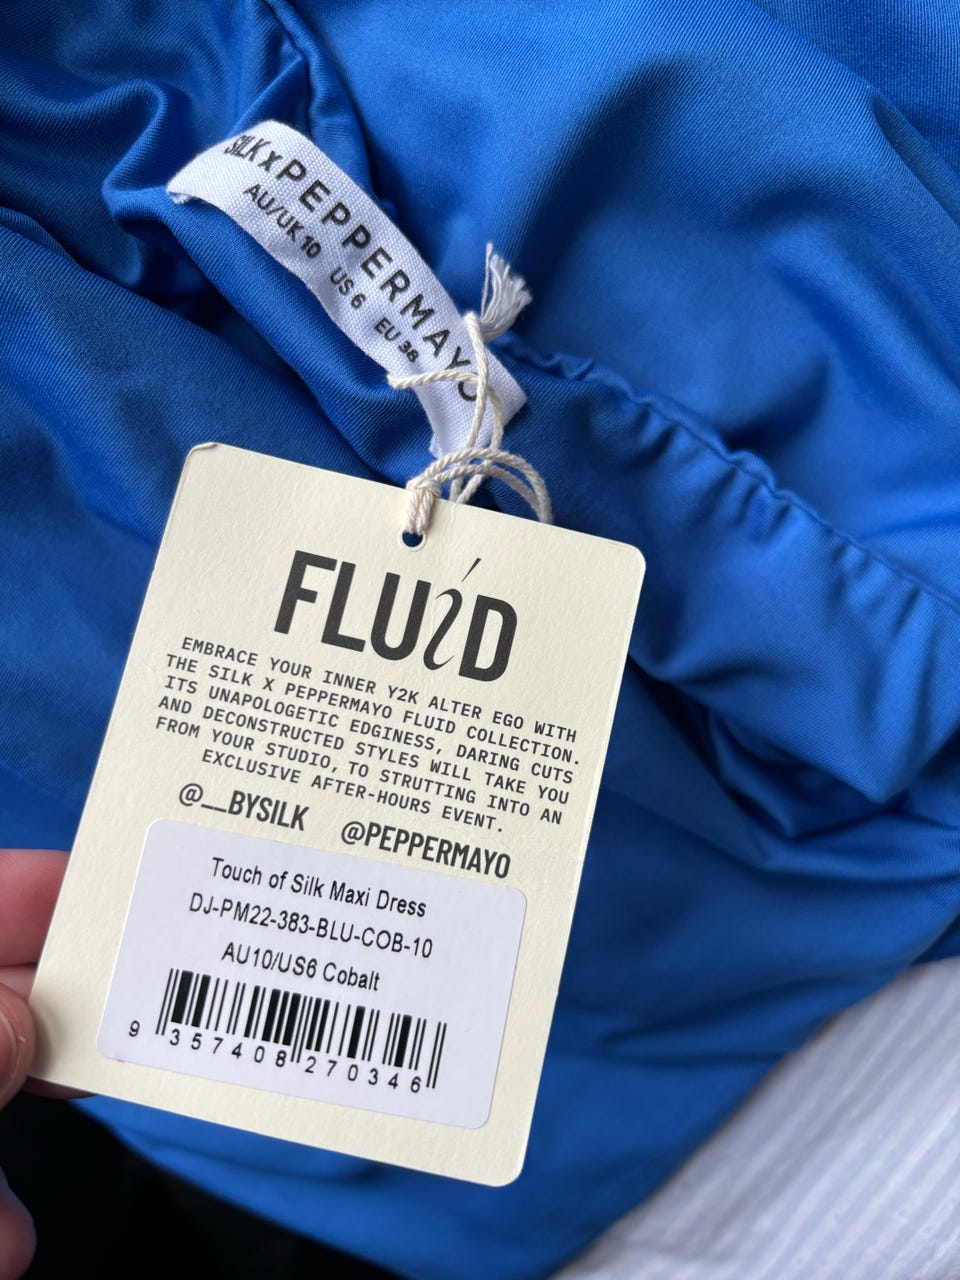 SILK x PEPPERMAYO
AU/UK 10 US 6 EU 38
FLUiD
EMBRACE YOUR INNER Y2K ALTER EGO WITH
THE SILK X PEPPERMAYO FLUID COLLECTION.
ITS UNAPOLOGETIC EDGINESS, DARING CUTS
AND DECONSTRUCTED STYLES WILL TAKE YOU
FROM YOUR STUDIO, TO STRUTTING INTO AN
EXCLUSIVE AFTER-HOURS EVENT.
@__BYSILK @PEPPERMAYO
Touch of Silk Maxi Dress
DJ-PM22-383-BLU-COB-10
AU10/US6 Cobalt
9 357408 270346